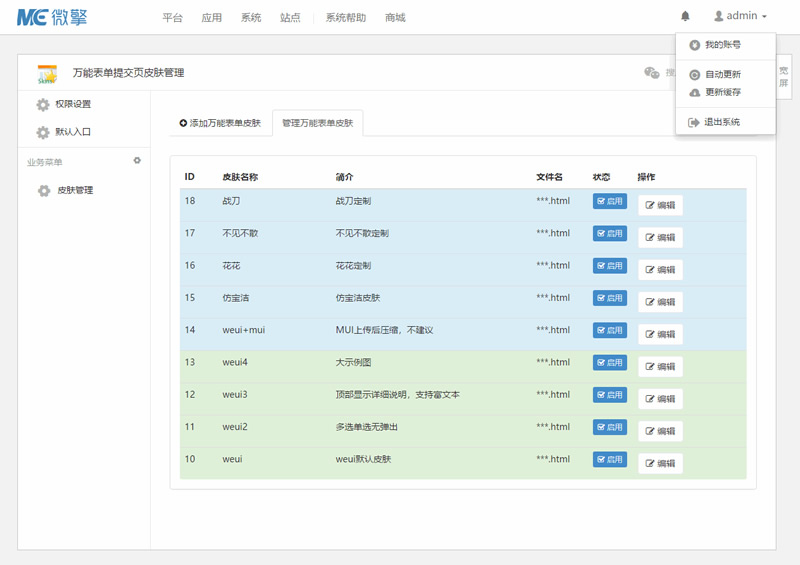 ME 微擎 平台 应用 系统 站点 系统帮助 商城 admin
我的账号
自动更新
更新缓存
退出系统
万能表单提交页皮肤管理
宽屏
权限设置
默认入口
业务菜单
皮肤管理
添加万能表单皮肤 管理万能表单皮肤
ID 皮肤名称 简介 文件名 状态 操作
18 战刀 战刀定制 ***.html 启用 编辑
17 不见不散 不见不散定制 ***.html 启用 编辑
16 花花 花花定制 ***.html 启用 编辑
15 仿宝洁 仿宝洁皮肤 ***.html 启用 编辑
14 weui+mui MUI上传后压缩，不建议 ***.html 启用 编辑
13 weui4 大示例图 ***.html 启用 编辑
12 weui3 顶部显示详细说明，支持富文本 ***.html 启用 编辑
11 weui2 多选单选无弹出 ***.html 启用 编辑
10 weui weui默认皮肤 ***.html 启用 编辑